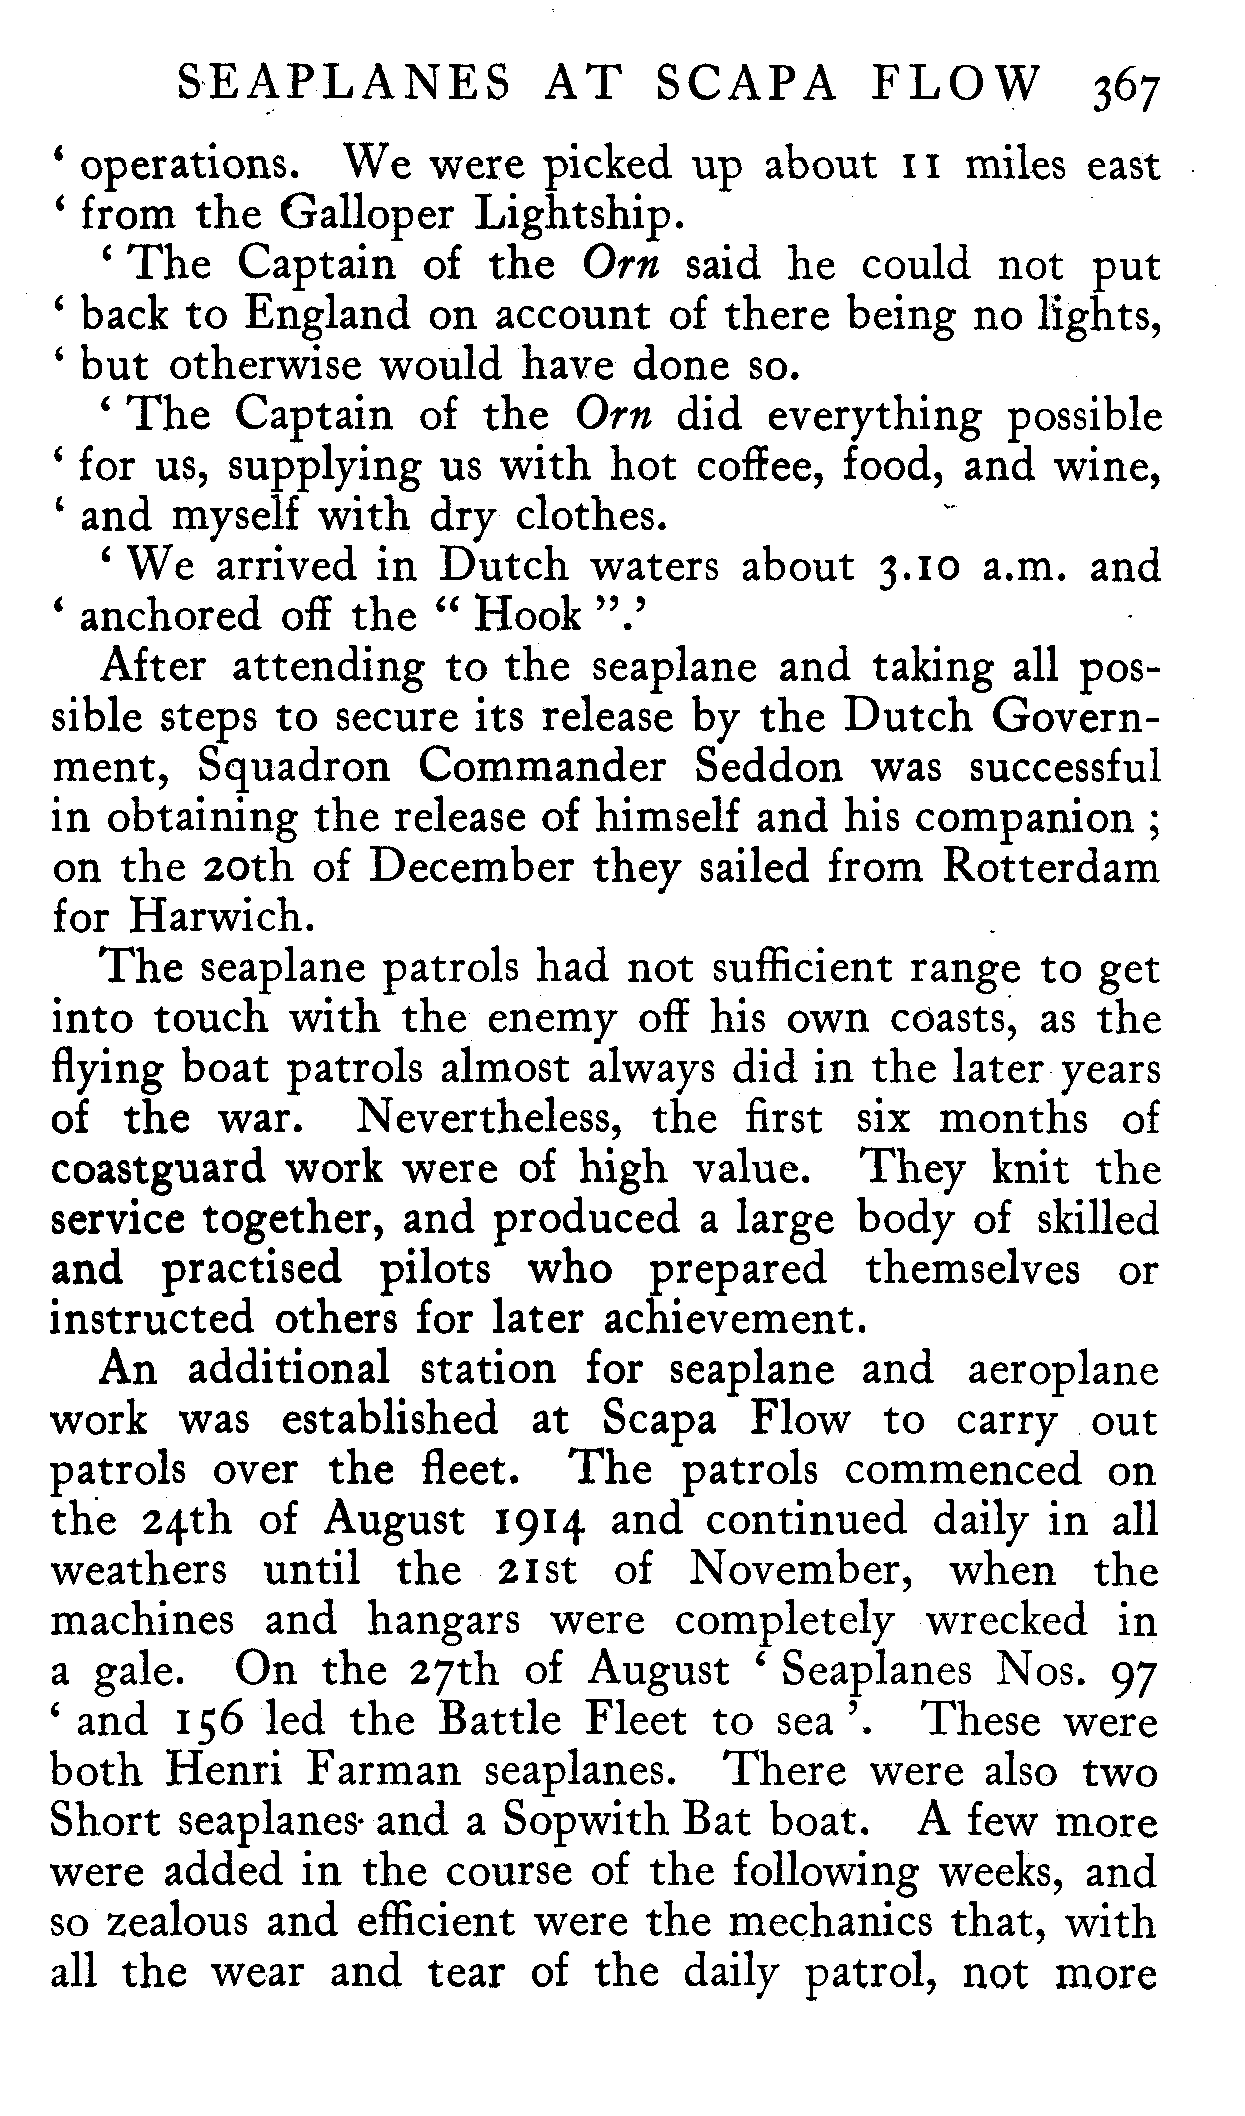 SEAPLANES AT SCAPA FLOW 367
‘ operations. We were picked up about 11 miles east
‘ from the Galloper Lightship.
‘ The Captain of the Orn said he could not put
‘ back to England on account of there being no lights,
‘ but otherwise would have done so.
‘ The Captain of the Orn did everything possible
‘ for us, supplying us with hot coffee, food, and wine,
‘ and myself with dry clothes.
‘ We arrived in Dutch waters about 3.10 a.m. and
‘ anchored off the “ Hook ”.’
After attending to the seaplane and taking all pos-
sible steps to secure its release by the Dutch Govern-
ment, Squadron Commander Seddon was successful
in obtaining the release of himself and his companion ;
on the 20th of December they sailed from Rotterdam
for Harwich.
The seaplane patrols had not sufficient range to get
into touch with the enemy off his own coasts, as the
flying boat patrols almost always did in the later years
of the war. Nevertheless, the first six months of
coastguard work were of high value. They knit the
service together, and produced a large body of skilled
and practised pilots who prepared themselves or
instructed others for later achievement.
An additional station for seaplane and aeroplane
work was established at Scapa Flow to carry out
patrols over the fleet. The patrols commenced on
the 24th of August 1914 and continued daily in all
weathers until the 21st of November, when the
machines and hangars were completely wrecked in
a gale. On the 27th of August ‘ Seaplanes Nos. 97
‘ and 156 led the Battle Fleet to sea ’. These were
both Henri Farman seaplanes. There were also two
Short seaplanes and a Sopwith Bat boat. A few more
were added in the course of the following weeks, and
so zealous and efficient were the mechanics that, with
all the wear and tear of the daily patrol, not more